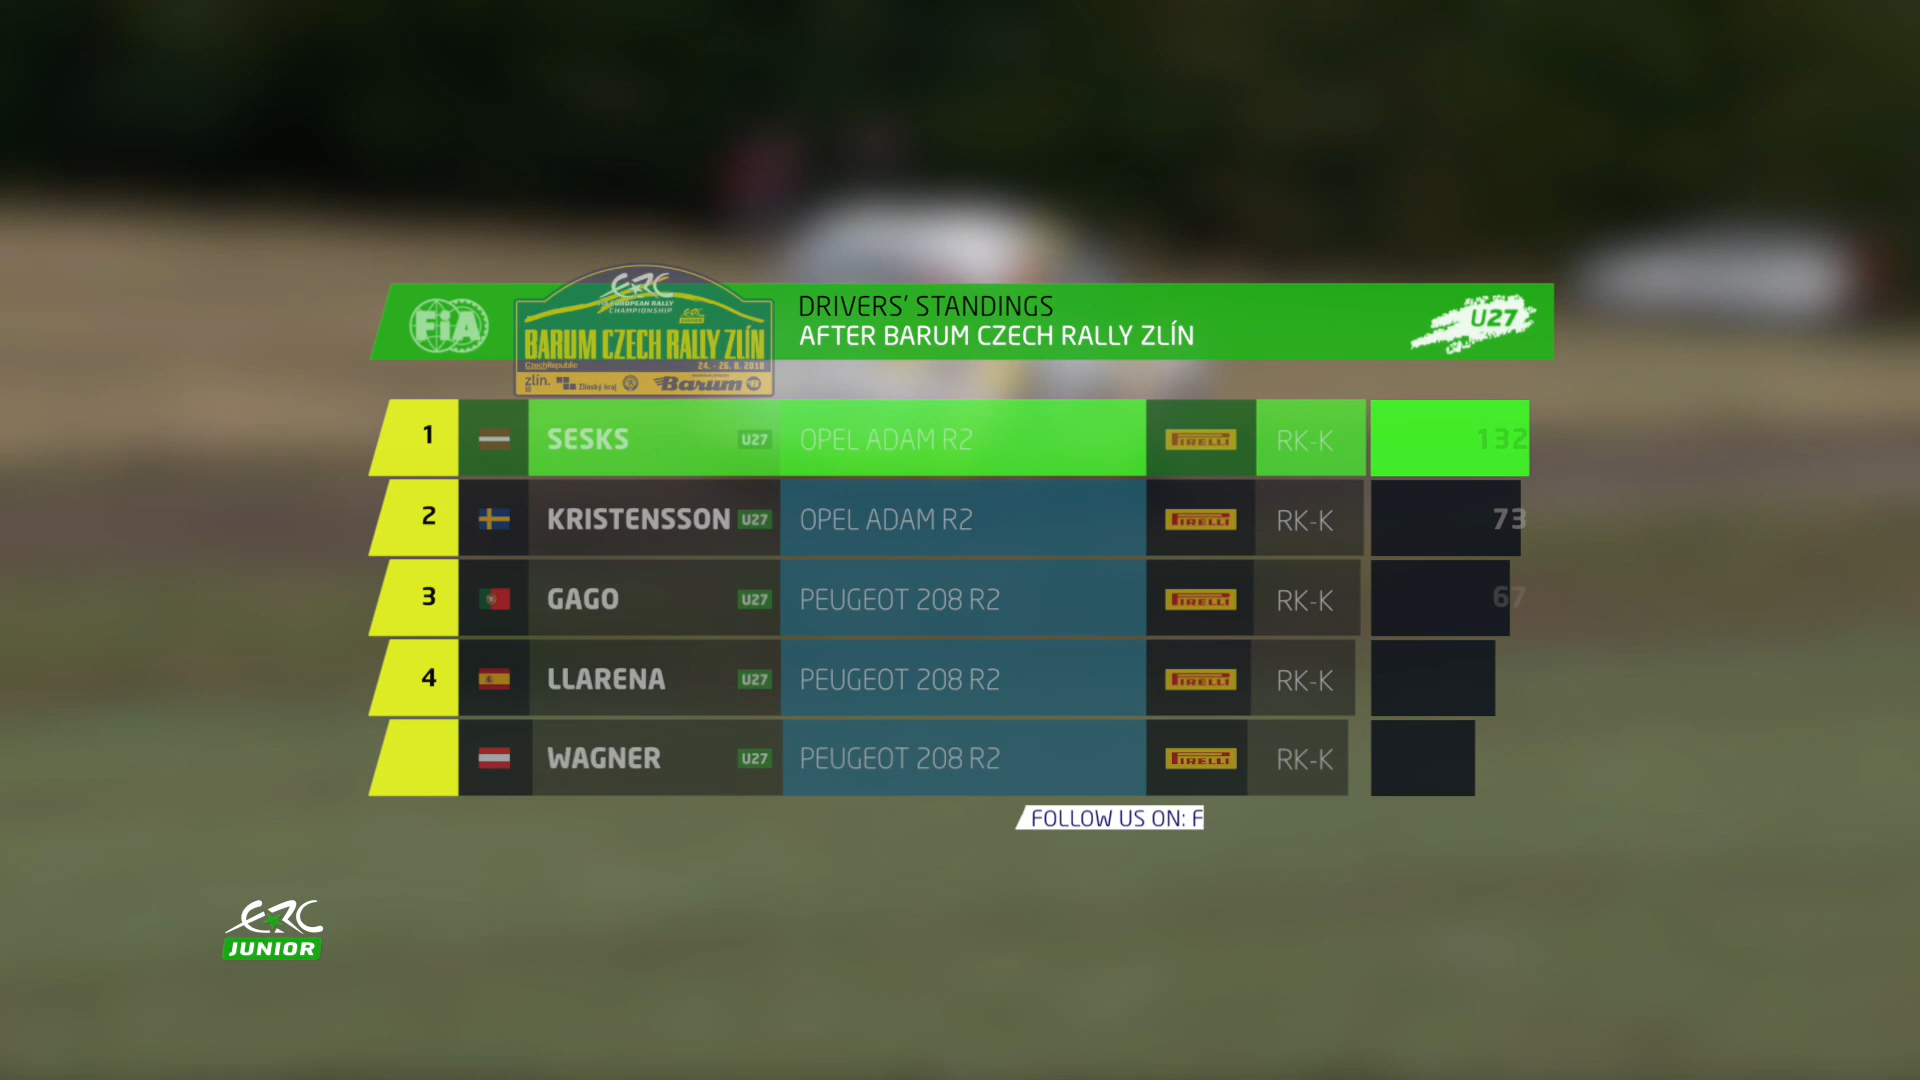 FiA
ERC
EUROPEAN RALLY
CHAMPIONSHIP
BARUM CZECH RALLY ZLÍN
CzechRepublic 24. - 26. 8. 2018
zlín. Zlínský kraj Barum
DRIVERS' STANDINGS
AFTER BARUM CZECH RALLY ZLÍN
U27
1 SESKS U27 OPEL ADAM R2 PIRELLI RK-K 132
2 KRISTENSSON U27 OPEL ADAM R2 PIRELLI RK-K 73
3 GAGO U27 PEUGEOT 208 R2 PIRELLI RK-K 67
4 LLARENA U27 PEUGEOT 208 R2 PIRELLI RK-K
WAGNER U27 PEUGEOT 208 R2 PIRELLI RK-K
FOLLOW US ON: F
ERC
JUNIOR